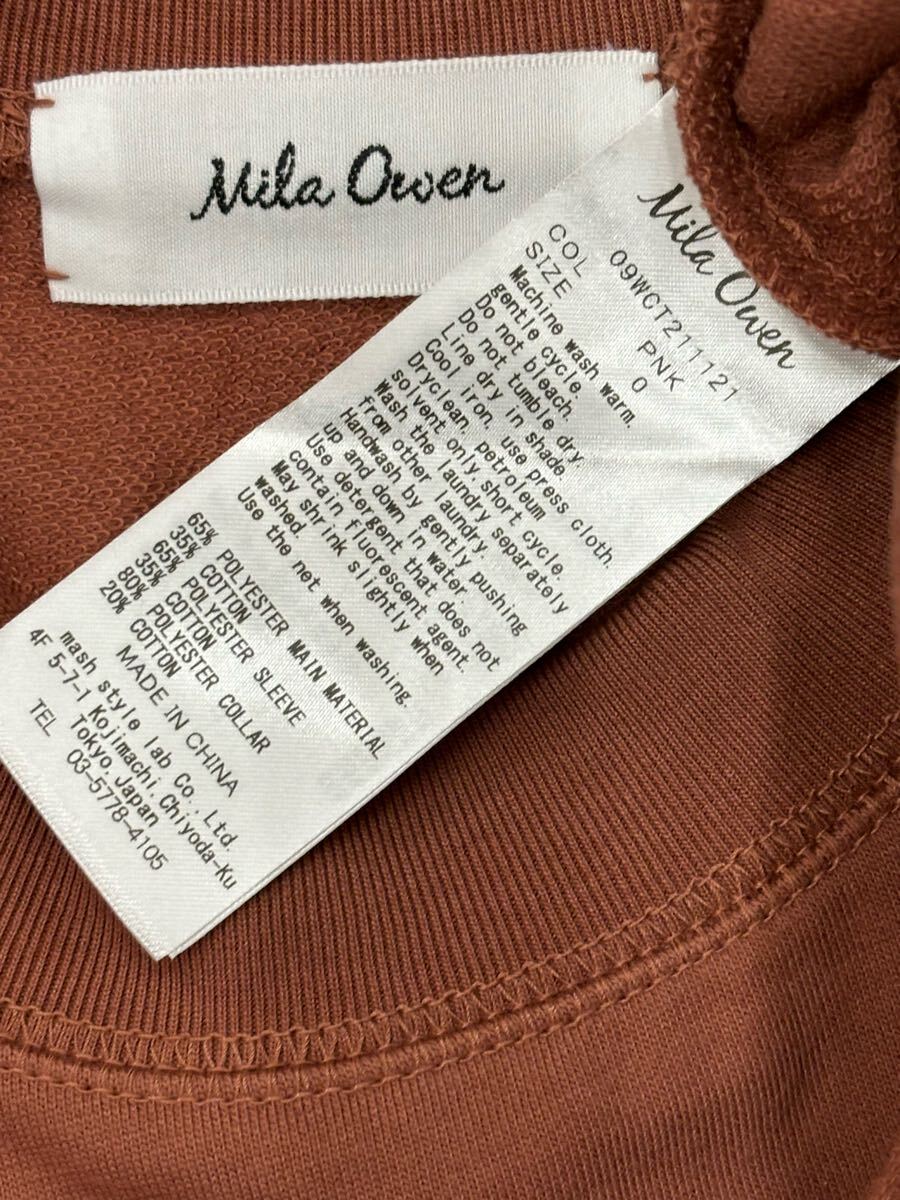 Mila Owen
Mila Owen
09WCT211121
COL PNK
SIZE 0
Machine wash warm.
gentle cycle.
Do not bleach.
Do not tumble dry.
Line dry in shade
Cool iron, use press cloth.
Dryclean, petroleum
solvent only, short cycle.
Wash the laundry separately
from other laundry.
Handwash by gently pushing
up and down in water.
Use detergent that does not
contain fluorescent agent.
May shrink slightly when
washed.
Use the net when washing.
65% POLYESTER MAIN MATERIAL
35% COTTON
65% POLYESTER SLEEVE
35% COTTON
80% POLYESTER COLLAR
20% COTTON
MADE IN CHINA
mash style lab Co., Ltd.
4F 5-7-1 Kojimachi, Chiyoda-Ku
Tokyo, Japan
TEL 03-5778-4105